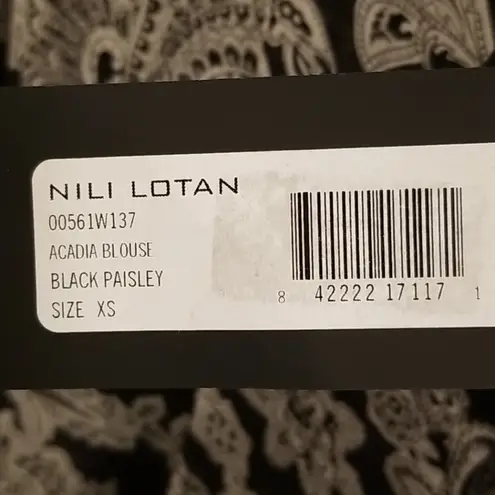 NILI LOTAN
00561W137
ACADIA BLOUSE
BLACK PAISLEY
SIZE XS
8 42222 17117 1